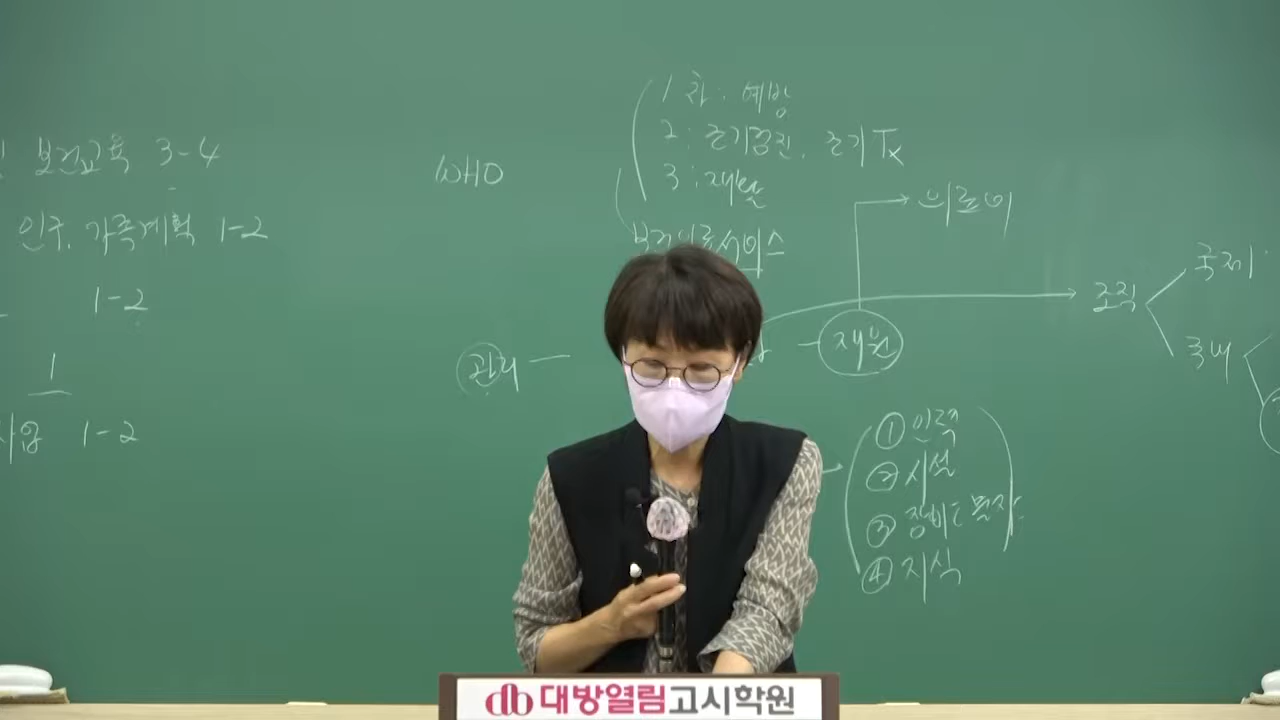 보건교육 3-4
인구. 가족계획 1-2
1-2
1
사업 1-2
WHO
1차: 예방
2: 조기검진. 조기 Tx
3: 재활
보건의료서비스
관리
재원
의료비
조직
국제
국내
① 인력
② 시설
③ 장비 물자
④ 지식
db 대방열림고시학원